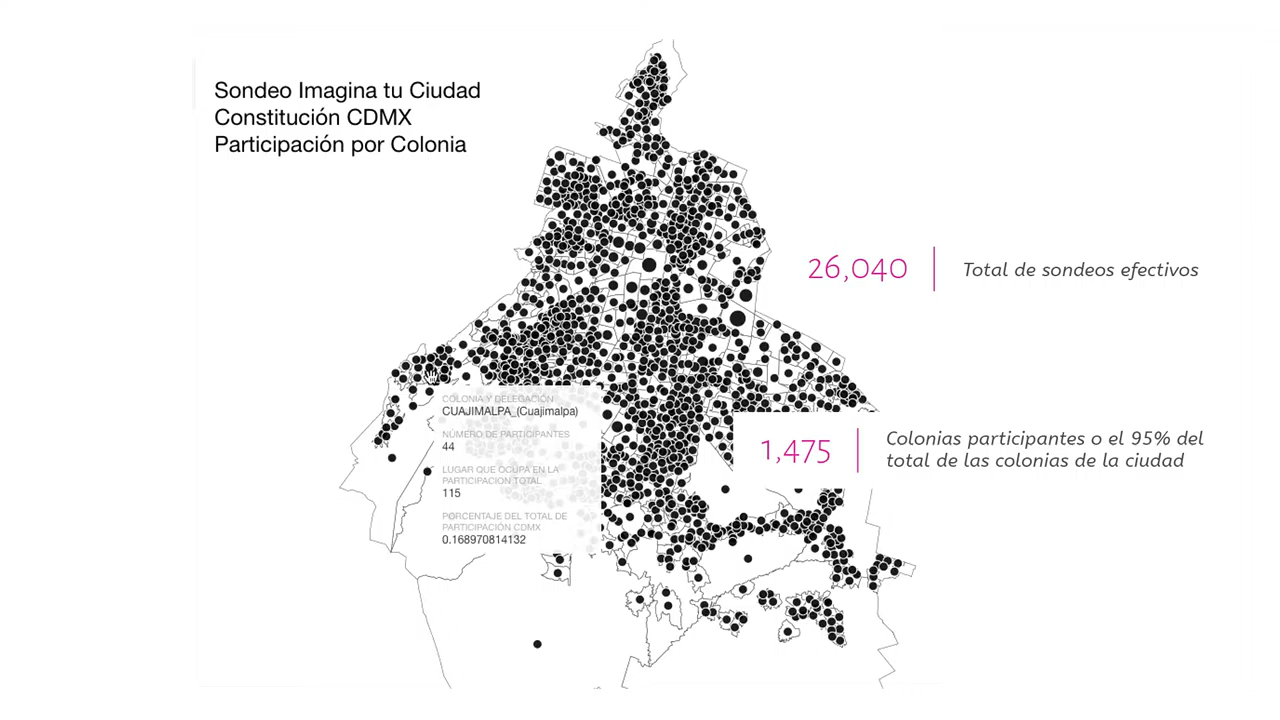 Sondeo Imagina tu Ciudad
Constitución CDMX
Participación por Colonia
26,040
Total de sondeos efectivos
COLONIA Y DELEGACIÓN
CUAJIMALPA_(Cuajimalpa)
NÚMERO DE PARTICIPANTES
44
LUGAR QUE OCUPA EN LA
PARTICIPACION TOTAL
115
PORCENTAJE DEL TOTAL DE
PARTICIPACIÓN CDMX
0.168970814132
1,475
Colonias participantes o el 95% del
total de las colonias de la ciudad